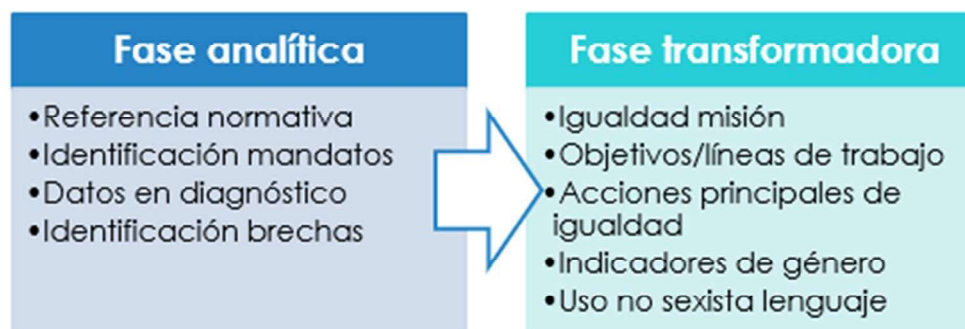 Fase analítica
•Referencia normativa
•Identificación mandatos
•Datos en diagnóstico
•Identificación brechas
Fase transformadora
•Igualdad misión
•Objetivos/líneas de trabajo
•Acciones principales de
igualdad
•Indicadores de género
•Uso no sexista lenguaje